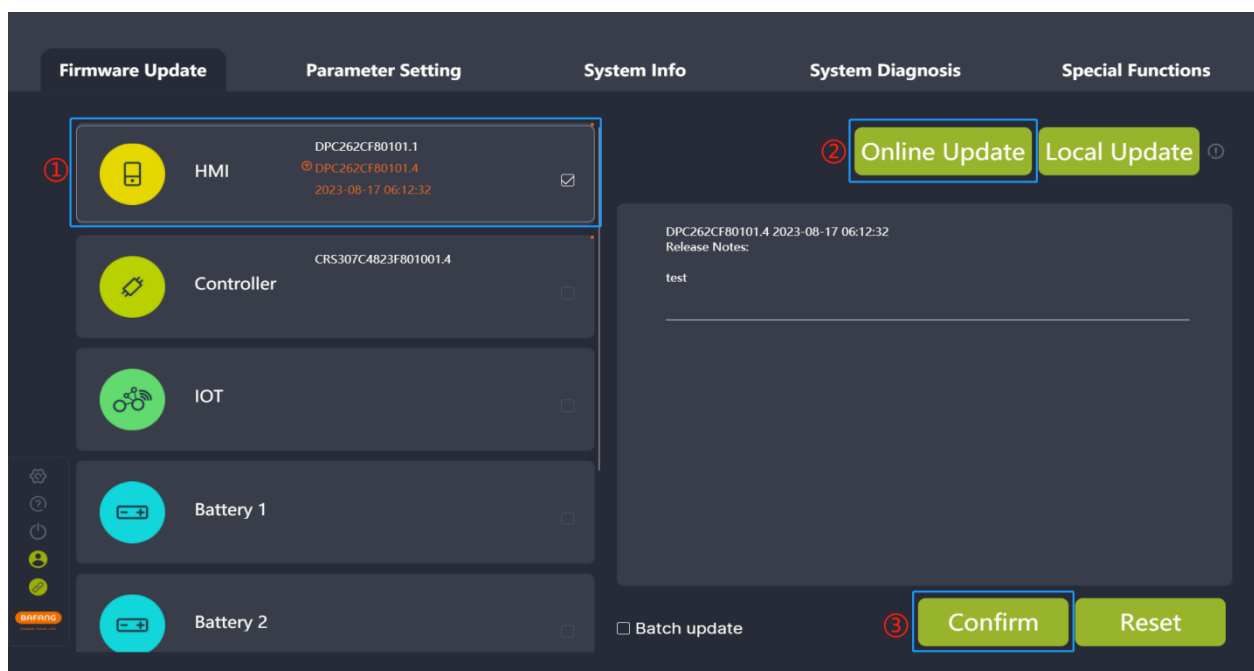 Firmware Update
Parameter Setting
System Info
System Diagnosis
Special Functions
①
HMI
DPC262CF80101.1
DPC262CF80101.4
2023-08-17 06:12:32
②
Online Update
Local Update
Controller
CRS307C4823F801001.4
DPC262CF80101.4 2023-08-17 06:12:32
Release Notes:
test
IOT
Battery 1
Battery 2
BAFANG
Batch update
③
Confirm
Reset